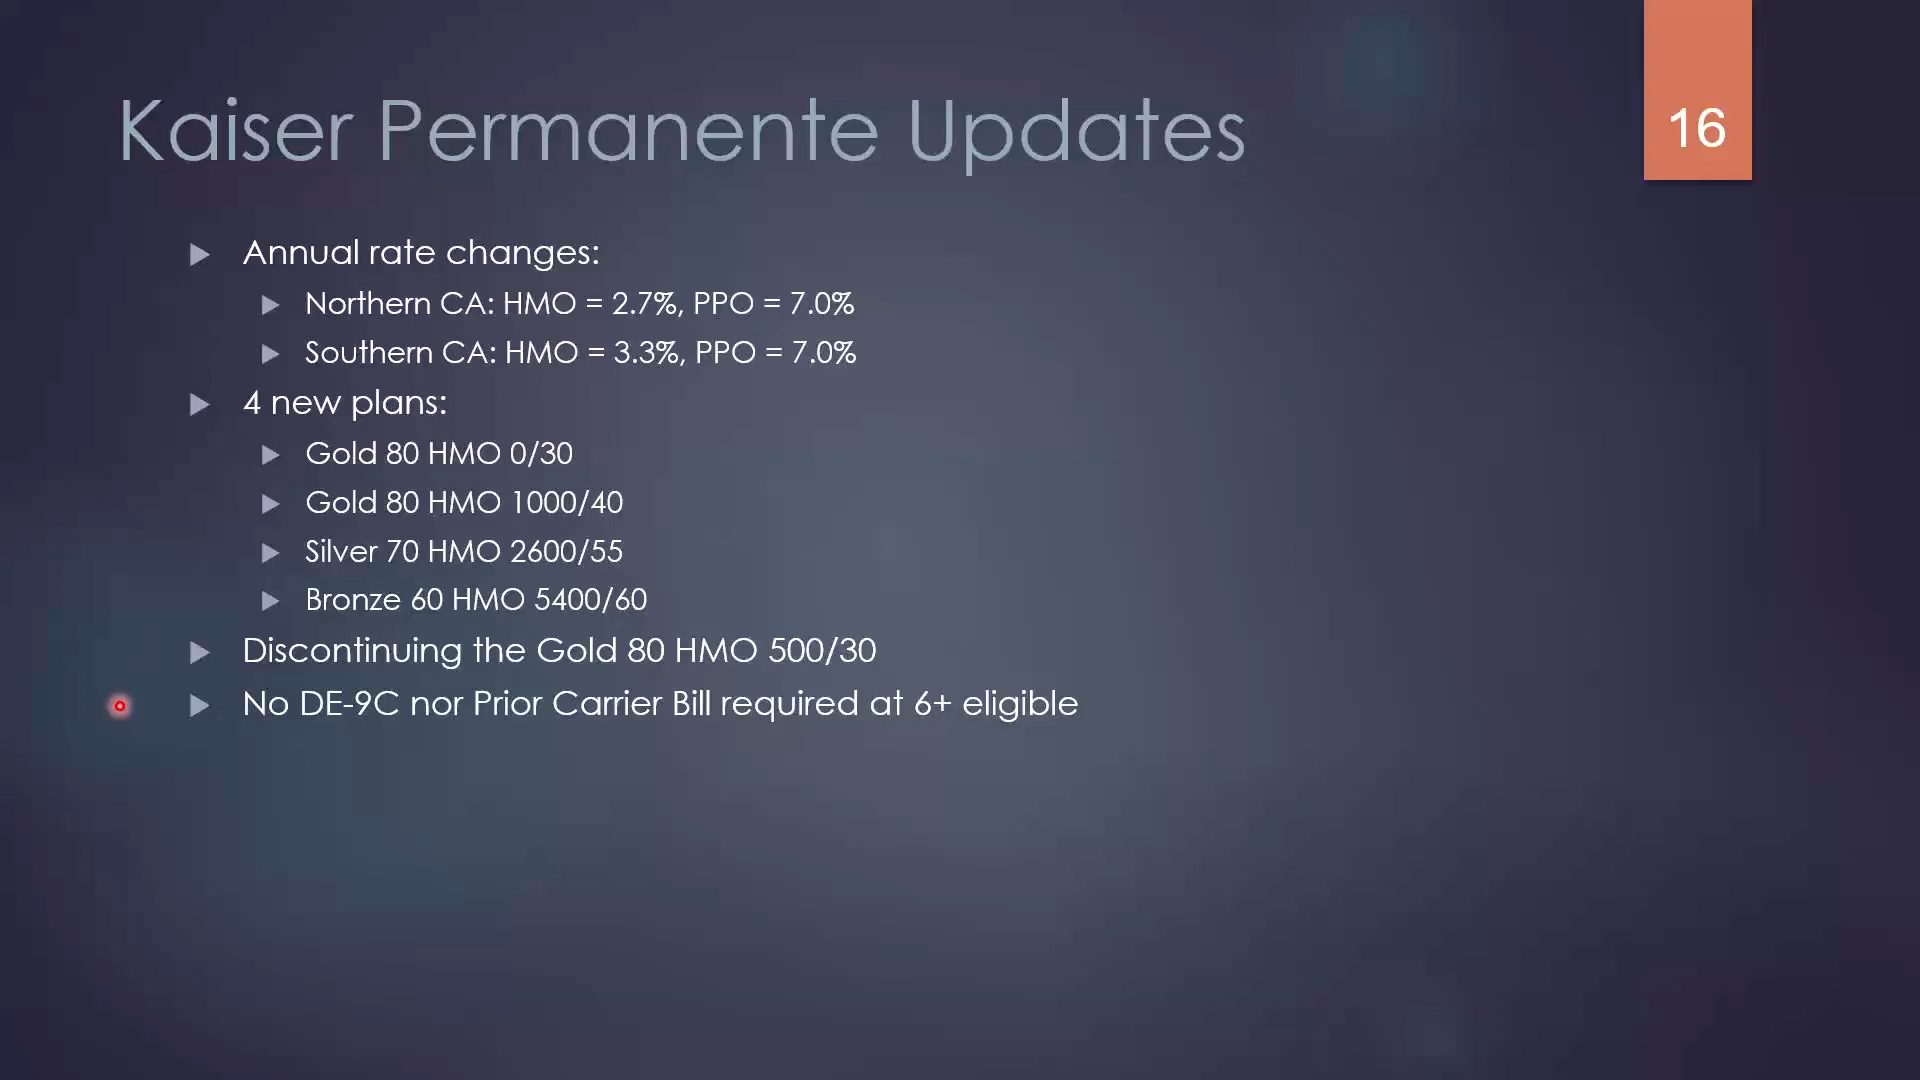 Kaiser Permanente Updates
16
Annual rate changes:
Northern CA: HMO = 2.7%, PPO = 7.0%
Southern CA: HMO = 3.3%, PPO = 7.0%
4 new plans:
Gold 80 HMO 0/30
Gold 80 HMO 1000/40
Silver 70 HMO 2600/55
Bronze 60 HMO 5400/60
Discontinuing the Gold 80 HMO 500/30
No DE-9C nor Prior Carrier Bill required at 6+ eligible